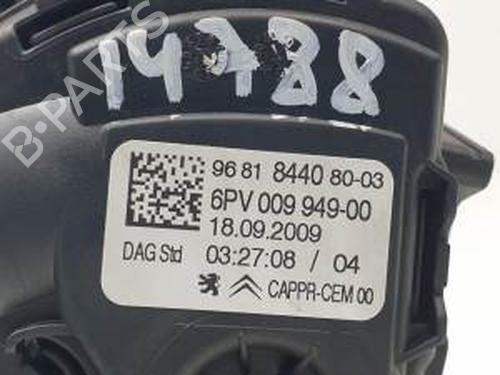 14788
B-PARTS
96 81 8440 80-03
6PV 009 949-00
18.09.2009
DAG Std 03:27:08 / 04
CAPPR-CEM 00